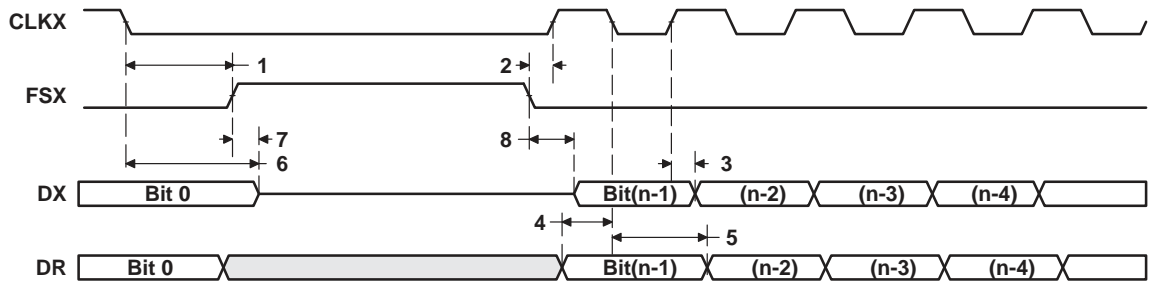 CLKX
1
2
FSX
7
8
6
3
DX Bit 0 Bit(n-1) (n-2) (n-3) (n-4)
4
5
DR Bit 0 Bit(n-1) (n-2) (n-3) (n-4)